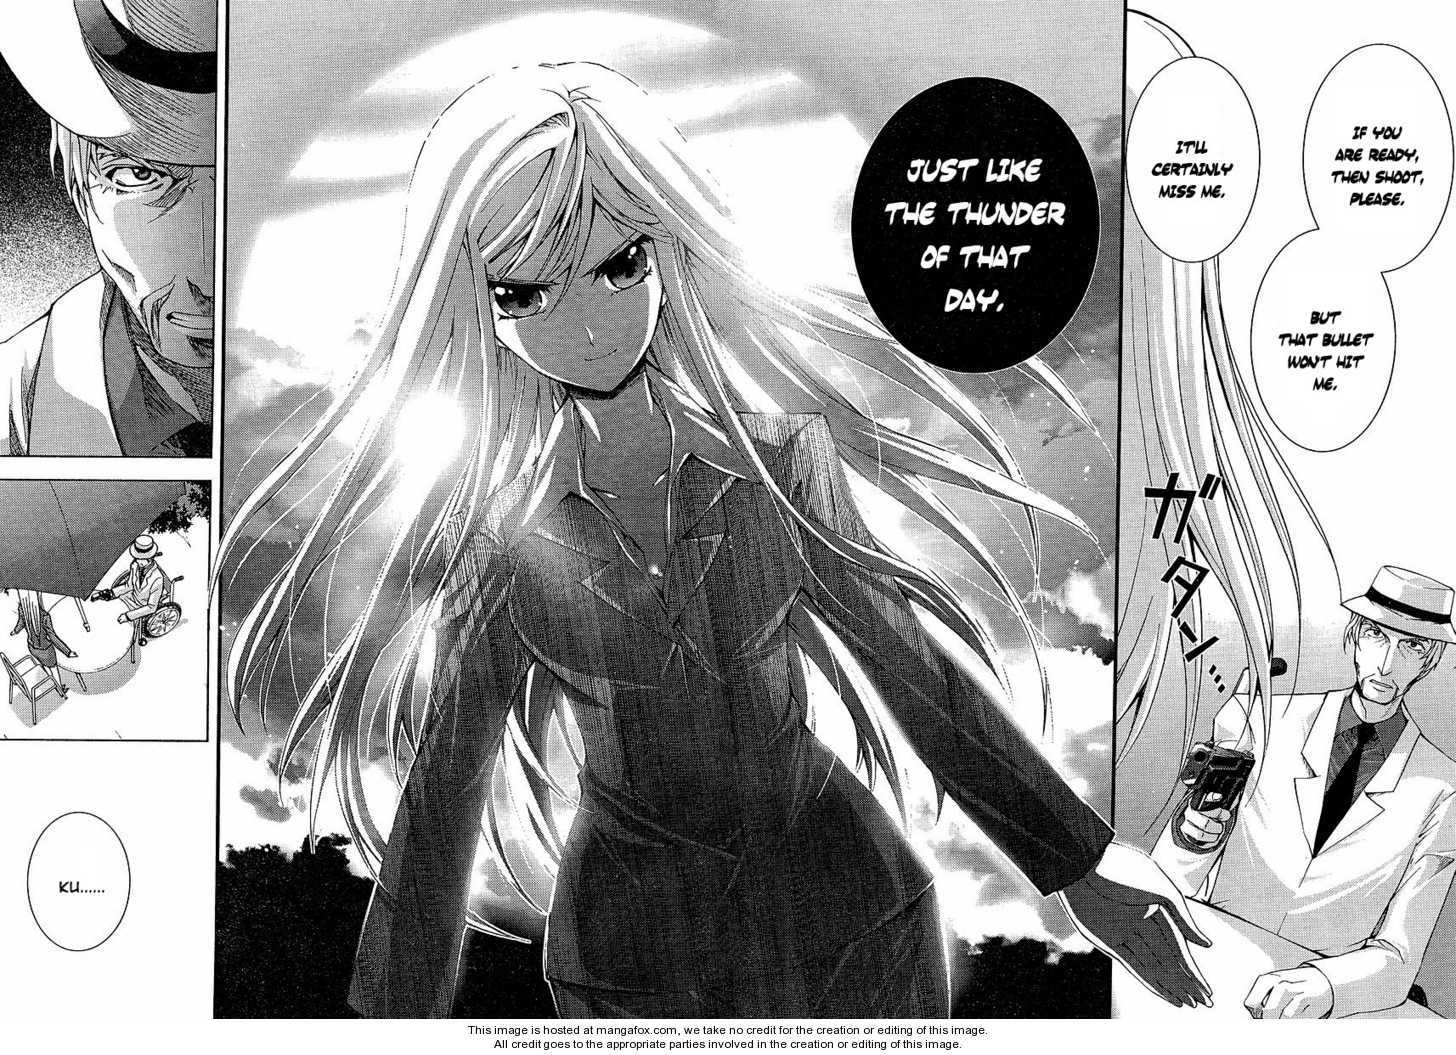 IF YOU
ARE READY,
THEN SHOOT,
PLEASE.
BUT
THAT BULLET
WON'T HIT
ME.
IT'LL
CERTAINLY
MISS ME.
ガタン…
JUST LIKE
THE THUNDER
OF THAT
DAY.
KU......
This image is hosted at mangafox.com, we take no credit for the creation or editing of this image.
All credit goes to the appropriate parties involved in the creation or editing of this image.